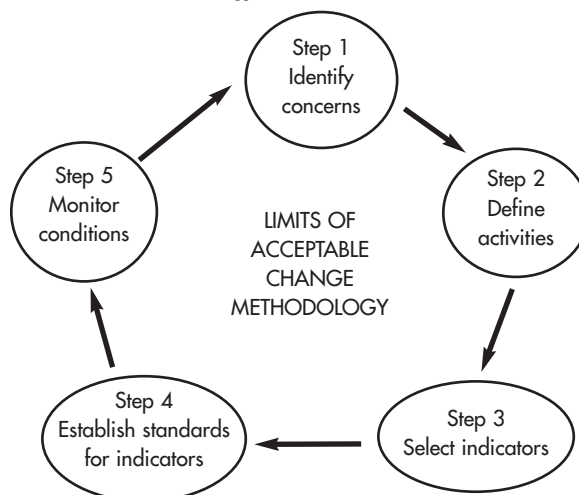 Step 1
Identify
concerns
Step 2
Define
activities
Step 3
Select indicators
Step 4
Establish standards
for indicators
Step 5
Monitor
conditions
LIMITS OF
ACCEPTABLE
CHANGE
METHODOLOGY